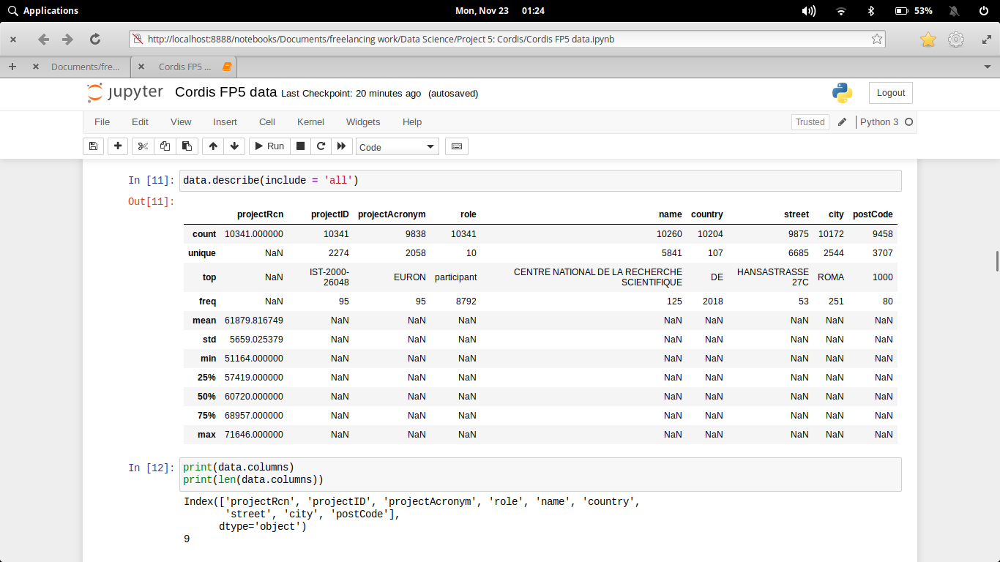 Applications Mon, Nov 23 01:24 53%
http://localhost:8888/notebooks/Documents/freelancing work/Data Science/Project 5: Cordis/Cordis FP5 data.ipynb
Documents/fre... Cordis FP5 ...
jupyter Cordis FP5 data Last Checkpoint: 20 minutes ago (autosaved) Logout
File Edit View Insert Cell Kernel Widgets Help Trusted Python 3
Run Code
In [11]: data.describe(include = 'all')
Out[11]:
projectRcn projectID projectAcronym role name country street city postCode
count 10341.000000 10341 9838 10341 10260 10204 9875 10172 9458
unique NaN 2274 2058 10 5841 107 6685 2544 3707
top NaN IST-2000-26048 EURON participant CENTRE NATIONAL DE LA RECHERCHE SCIENTIFIQUE DE HANSASTRASSE 27C ROMA 1000
freq NaN 95 95 8792 125 2018 53 251 80
mean 61879.816749 NaN NaN NaN NaN NaN NaN NaN NaN
std 5659.025379 NaN NaN NaN NaN NaN NaN NaN NaN
min 51164.000000 NaN NaN NaN NaN NaN NaN NaN NaN
25% 57419.000000 NaN NaN NaN NaN NaN NaN NaN NaN
50% 60720.000000 NaN NaN NaN NaN NaN NaN NaN NaN
75% 68957.000000 NaN NaN NaN NaN NaN NaN NaN NaN
max 71646.000000 NaN NaN NaN NaN NaN NaN NaN NaN
In [12]: print(data.columns)
print(len(data.columns))
Index(['projectRcn', 'projectID', 'projectAcronym', 'role', 'name', 'country',
'street', 'city', 'postCode'],
dtype='object')
9